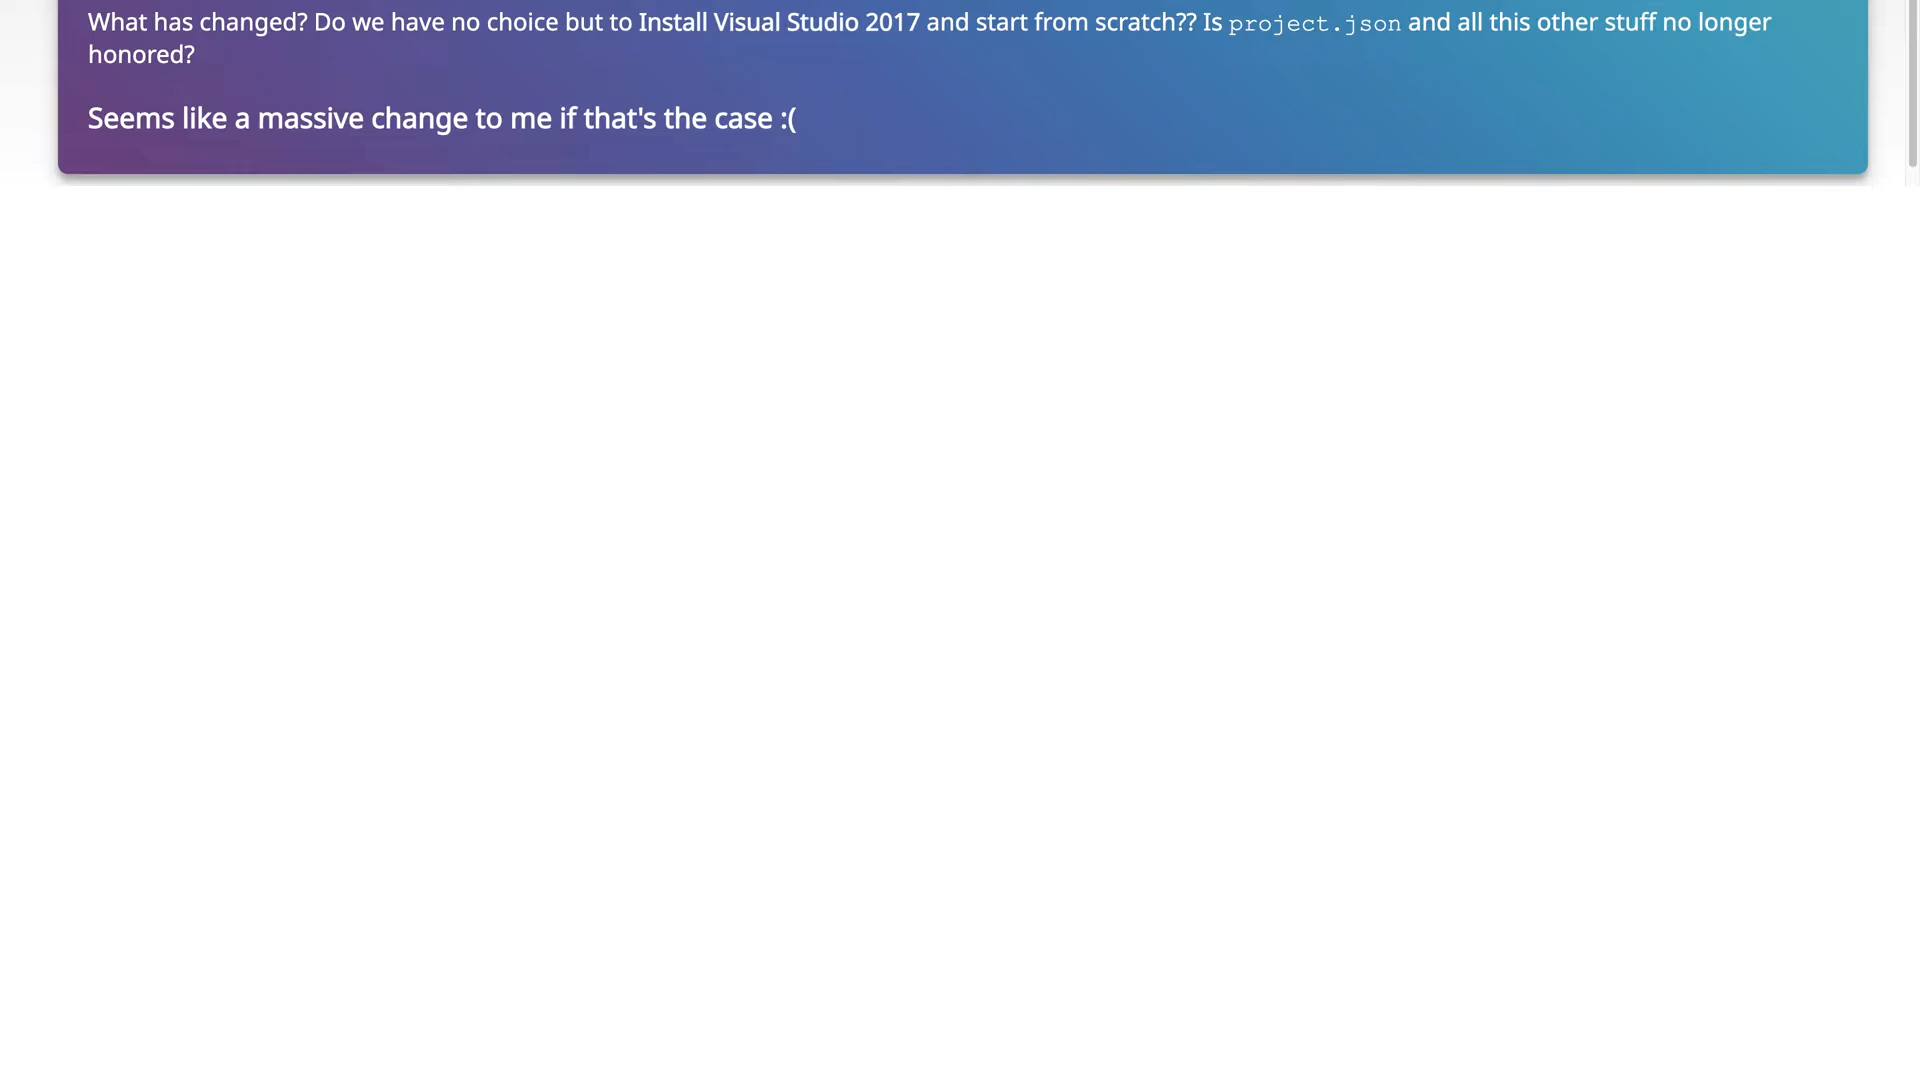 What has changed? Do we have no choice but to Install Visual Studio 2017 and start from scratch?? Is project.json and all this other stuff no longer
honored?
Seems like a massive change to me if that's the case :(